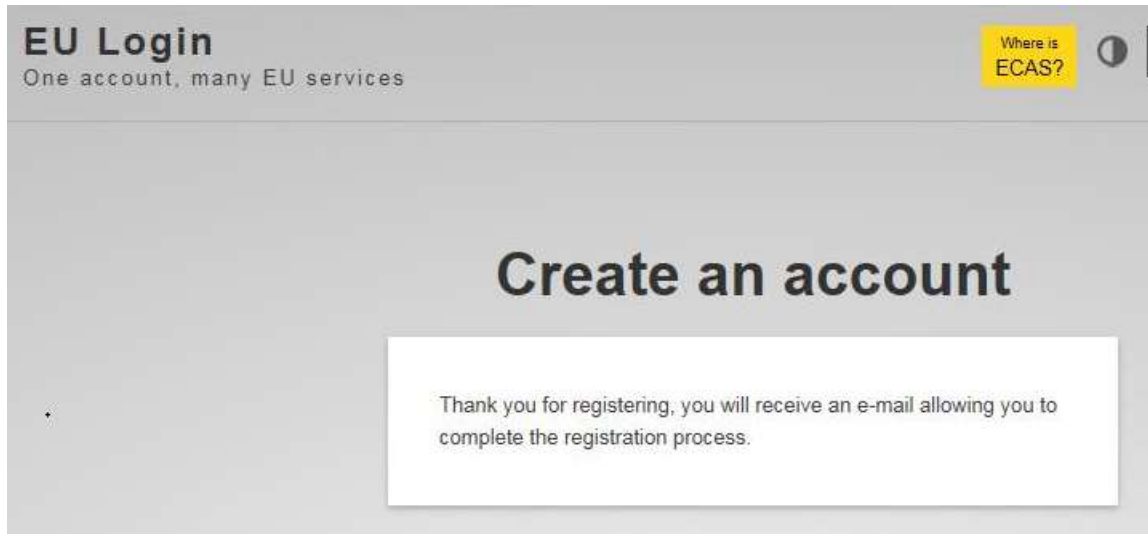 EU Login
One account, many EU services
Where is
ECAS?
Create an account
Thank you for registering, you will receive an e-mail allowing you to
complete the registration process.